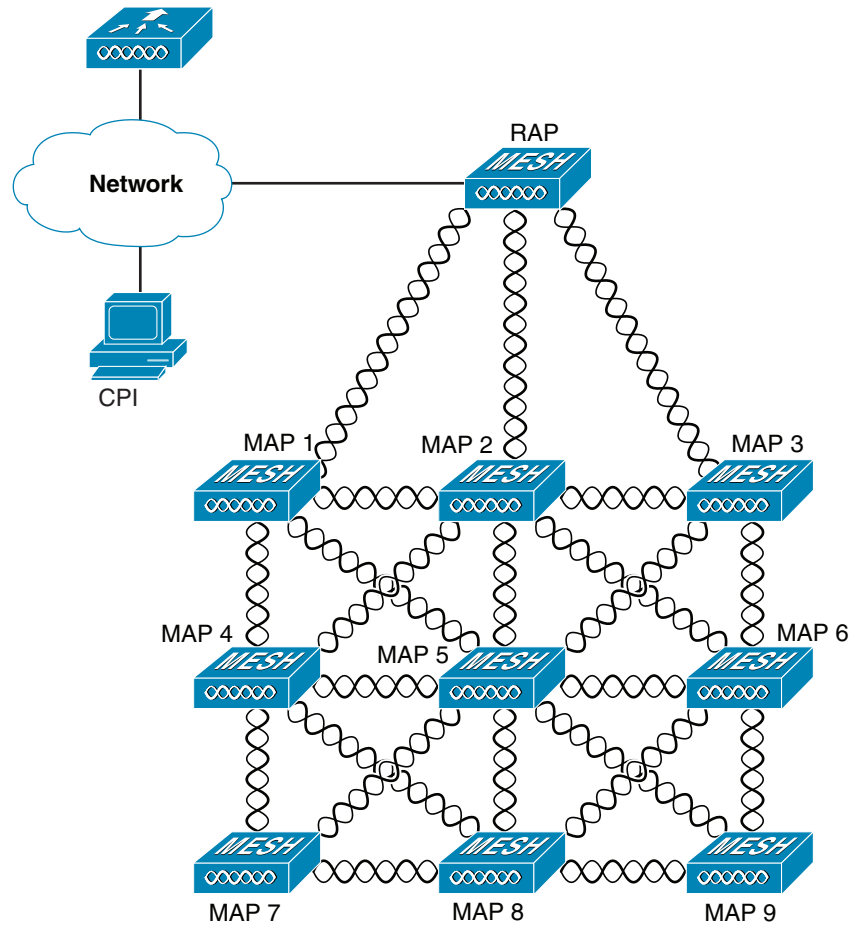 RAP
MESH
Network
CPI
MAP 1
MAP 2
MAP 3
MESH
MESH
MESH
MAP 4
MAP 5
MAP 6
MESH
MESH
MESH
MESH
MESH
MESH
MAP 7
MAP 8
MAP 9